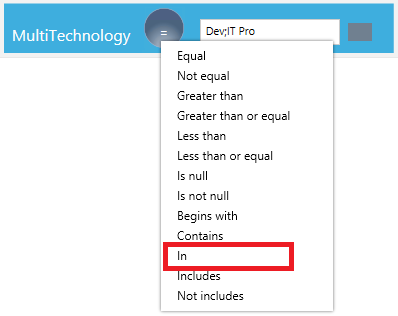 MultiTechnology = Dev;IT Pro
Equal
Not equal
Greater than
Greater than or equal
Less than
Less than or equal
Is null
Is not null
Begins with
Contains
In
Includes
Not includes